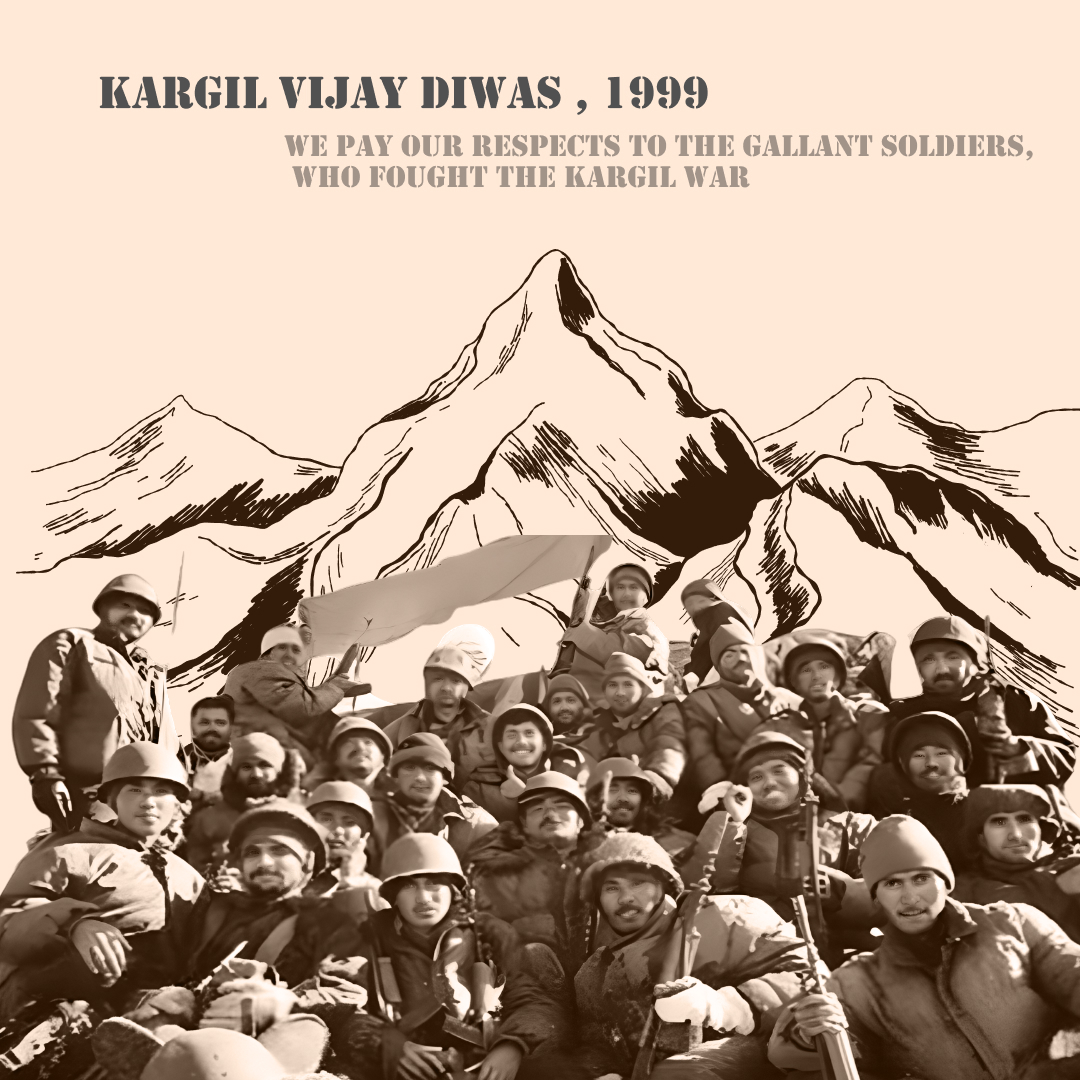 KARGIL VIJAY DIWAS , 1999
WE PAY OUR RESPECTS TO THE GALLANT SOLDIERS,
WHO FOUGHT THE KARGIL WAR